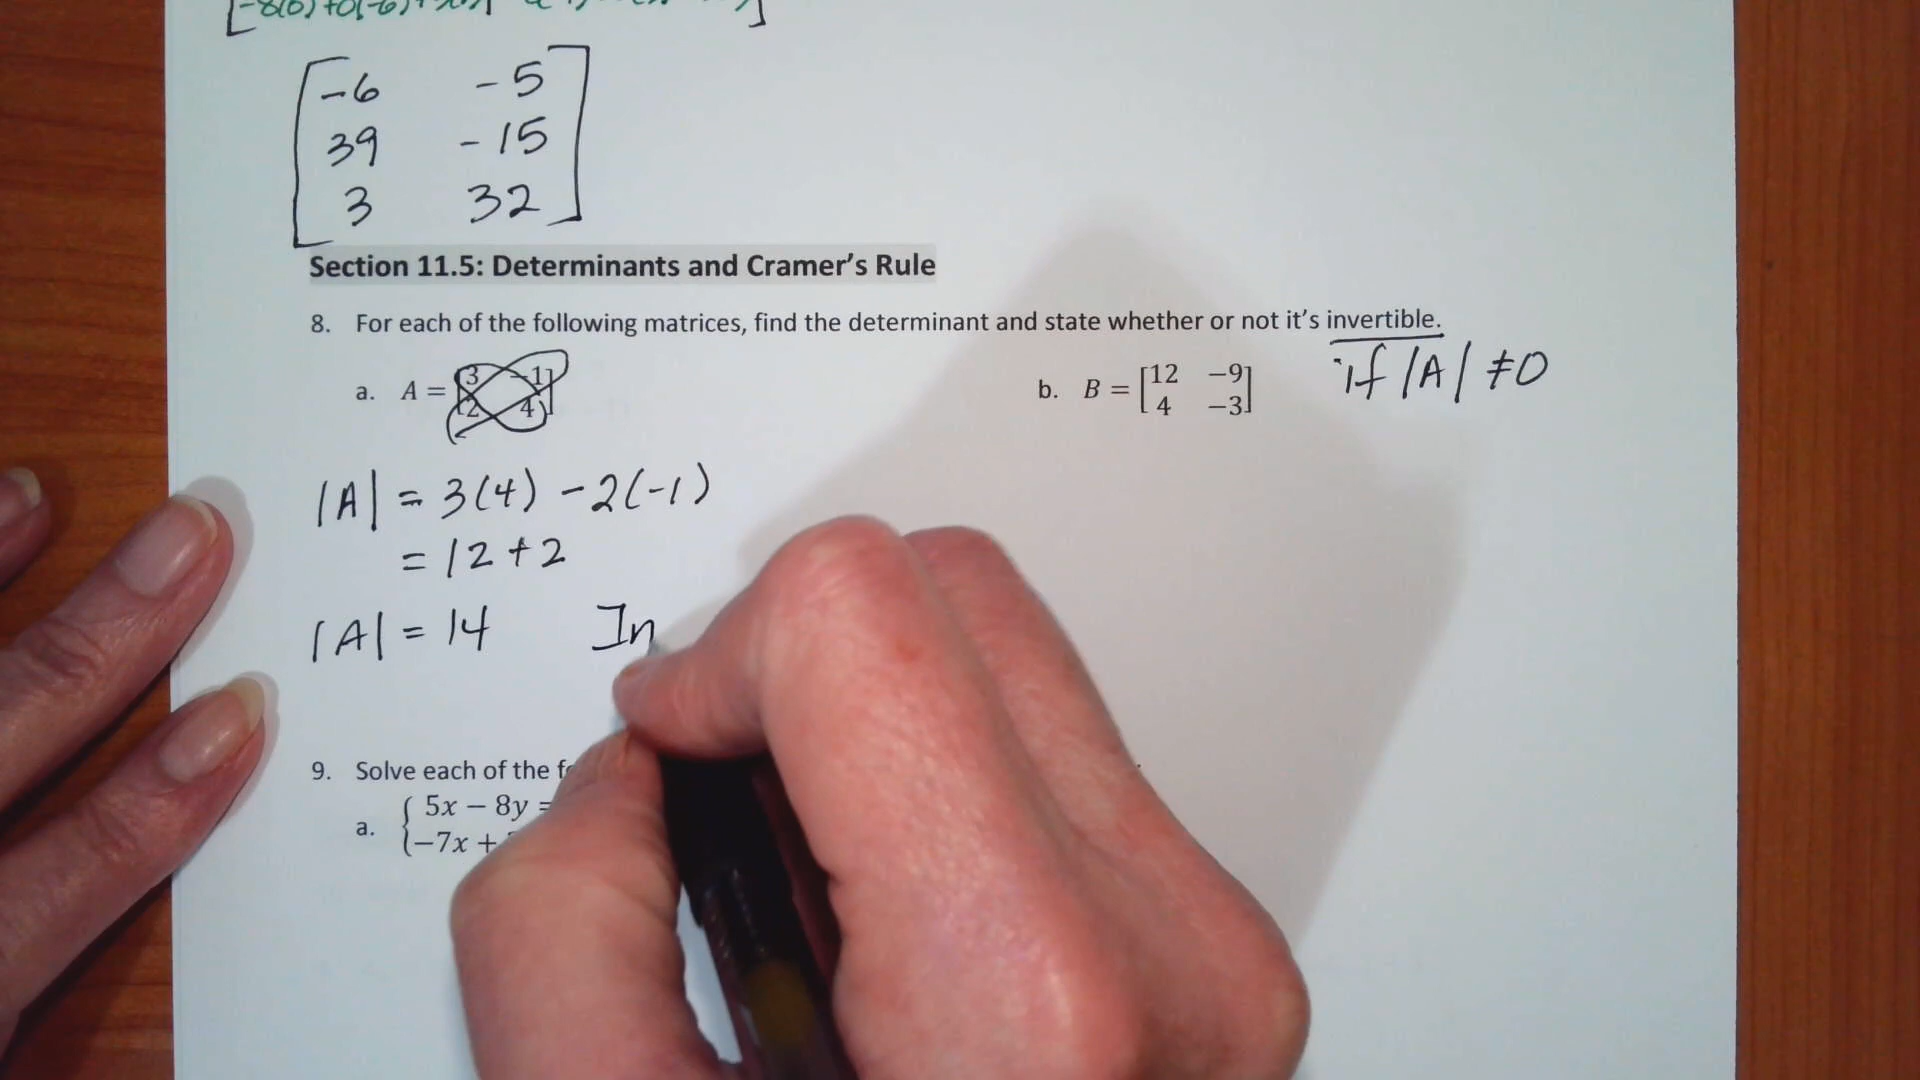 -6 -5
39 -15
3 32
Section 11.5: Determinants and Cramer's Rule
8. For each of the following matrices, find the determinant and state whether or not it's invertible.
if |A| ≠ 0
a. A = [3 -1
2 4]
b. B = [12 -9
4 -3]
|A| = 3(4) - 2(-1)
= 12 + 2
|A| = 14 In
9. Solve each of the
a. { 5x − 8y =
−7x +